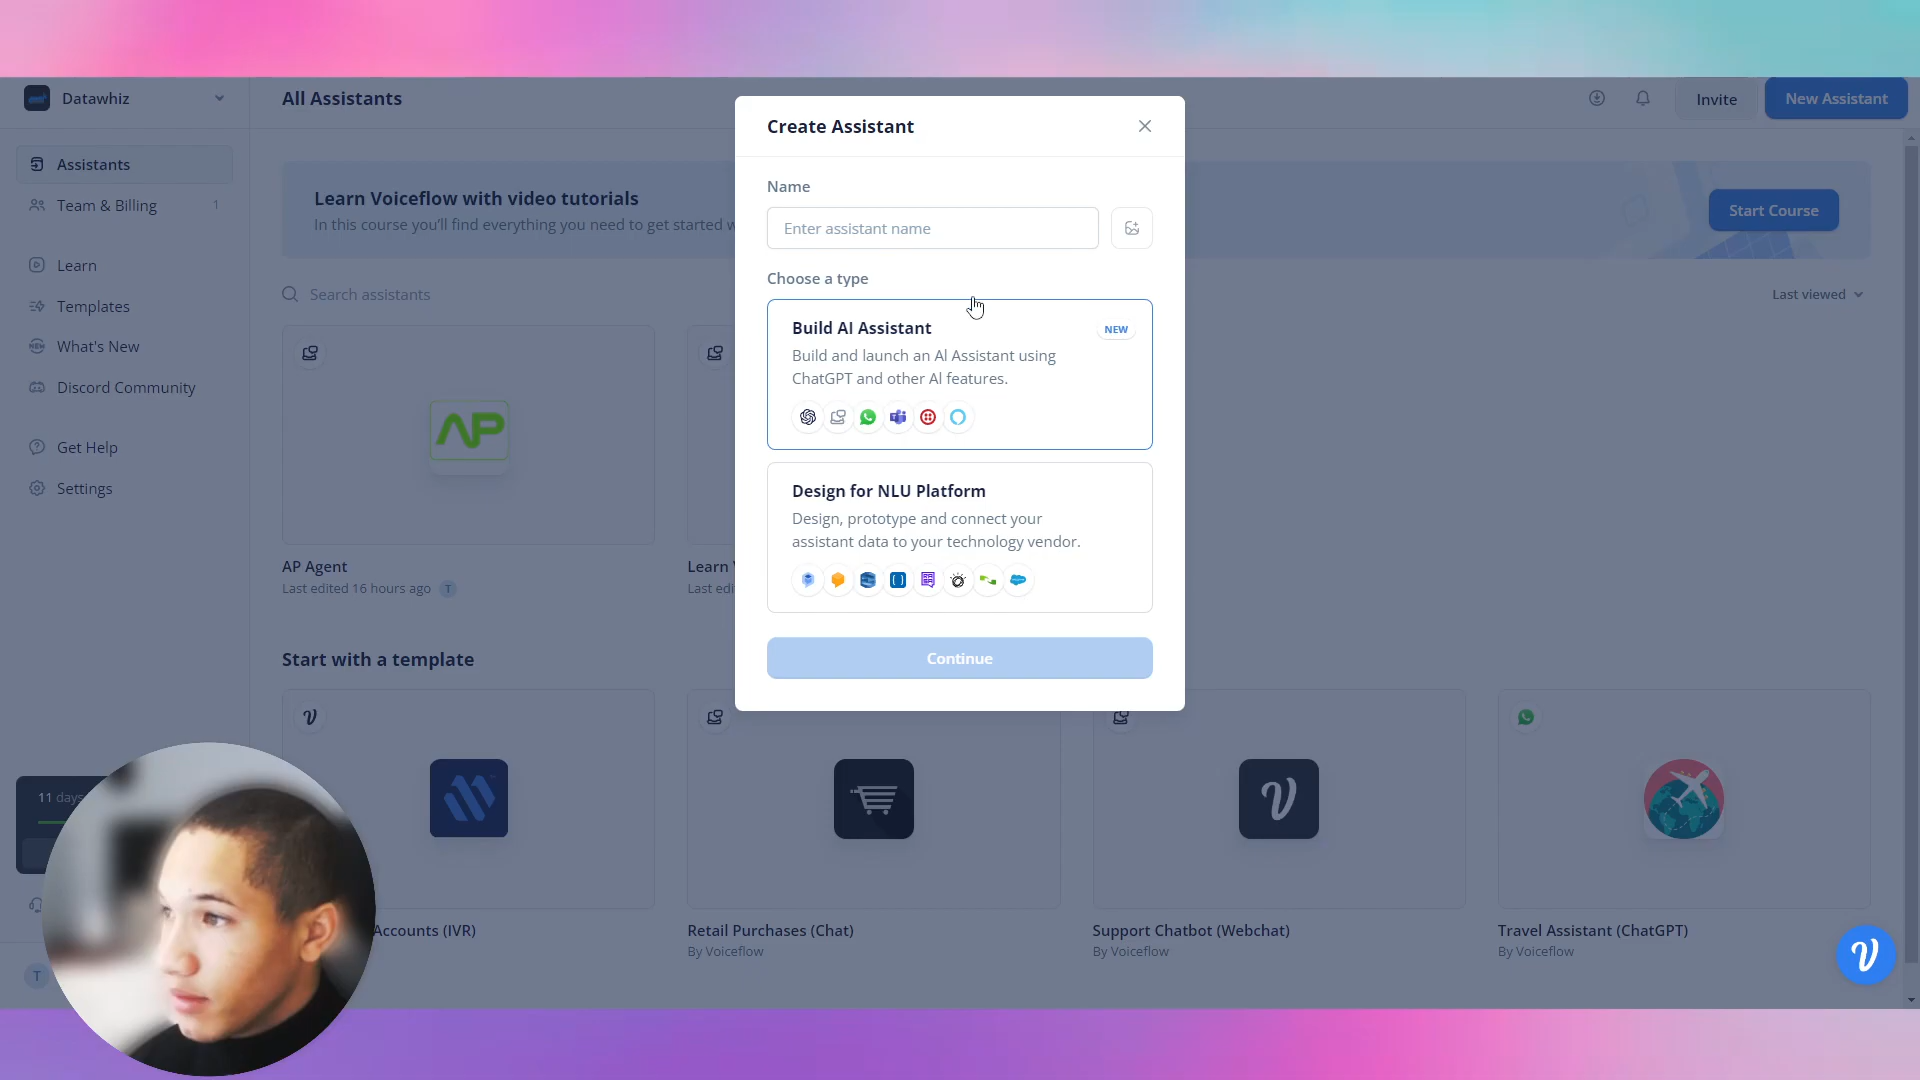 Datawhiz
All Assistants
Invite
New Assistant
Assistants
Team & Billing
1
Learn
Templates
What's New
Discord Community
Get Help
Settings
Learn Voiceflow with video tutorials
In this course you'll find everything you need to get started
Start Course
Search assistants
Last viewed
AP
AP Agent
Last edited 16 hours ago
T
Learn
Last
Create Assistant
Name
Enter assistant name
Choose a type
Build AI Assistant
NEW
Build and launch an AI Assistant using
ChatGPT and other AI features.
Design for NLU Platform
Design, prototype and connect your
assistant data to your technology vendor.
Continue
Start with a template
11 days
Accounts (IVR)
Retail Purchases (Chat)
By Voiceflow
Support Chatbot (Webchat)
By Voiceflow
Travel Assistant (ChatGPT)
By Voiceflow
T